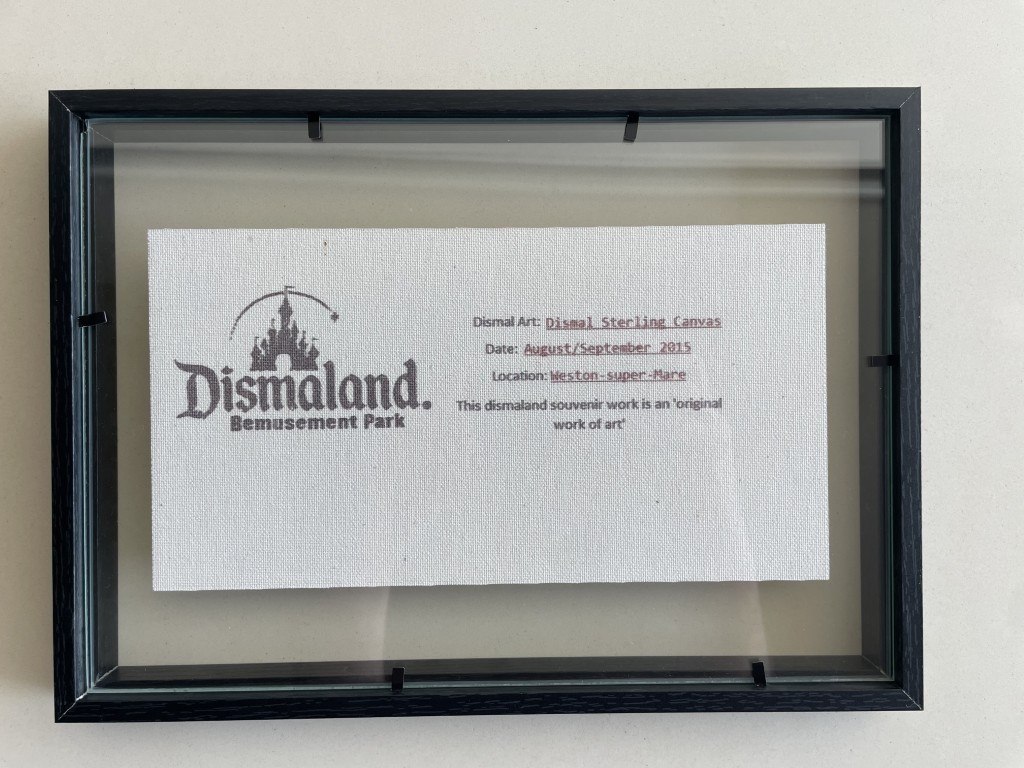 Dismaland.
Bemusement Park
Dismal Art: Dismal Sterling Canvas
Date: August/September 2015
Location: Weston-super-Mare
This dismaland souvenir work is an 'original
work of art'